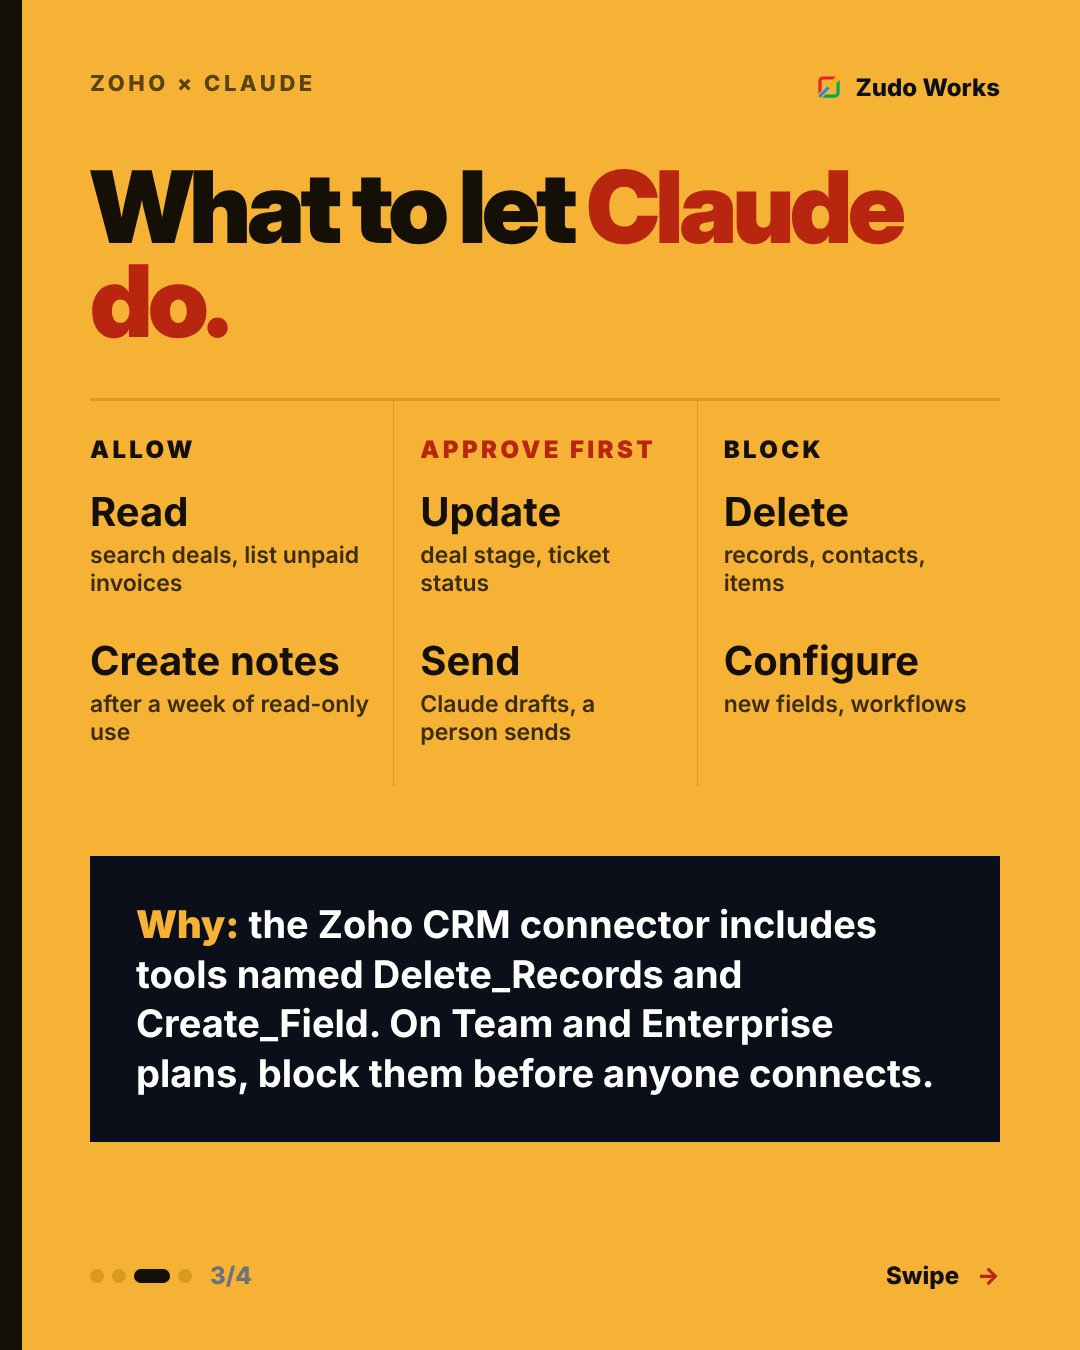 ZOHO × CLAUDE
Zudo Works
What to let Claude
do.
ALLOW
Read
search deals, list unpaid
invoices
Create notes
after a week of read-only
use
APPROVE FIRST
Update
deal stage, ticket
status
Send
Claude drafts, a
person sends
BLOCK
Delete
records, contacts,
items
Configure
new fields, workflows
Why: the Zoho CRM connector includes
tools named Delete_Records and
Create_Field. On Team and Enterprise
plans, block them before anyone connects.
3/4
Swipe →